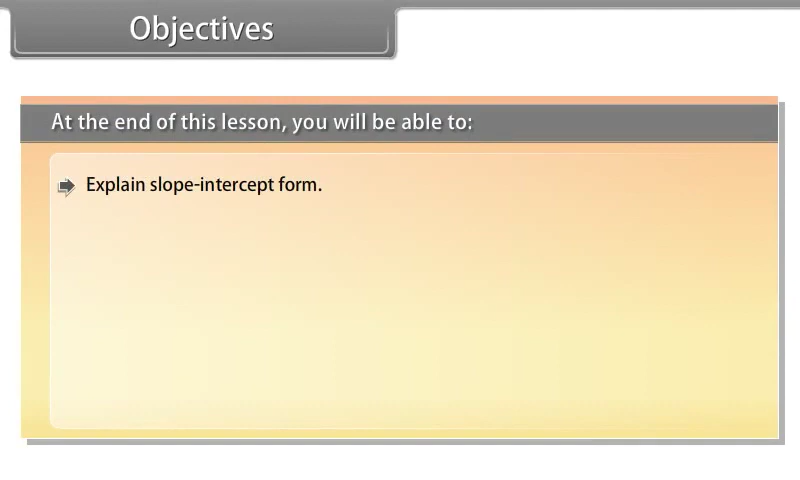 Objectives
At the end of this lesson, you will be able to:
Explain slope-intercept form.